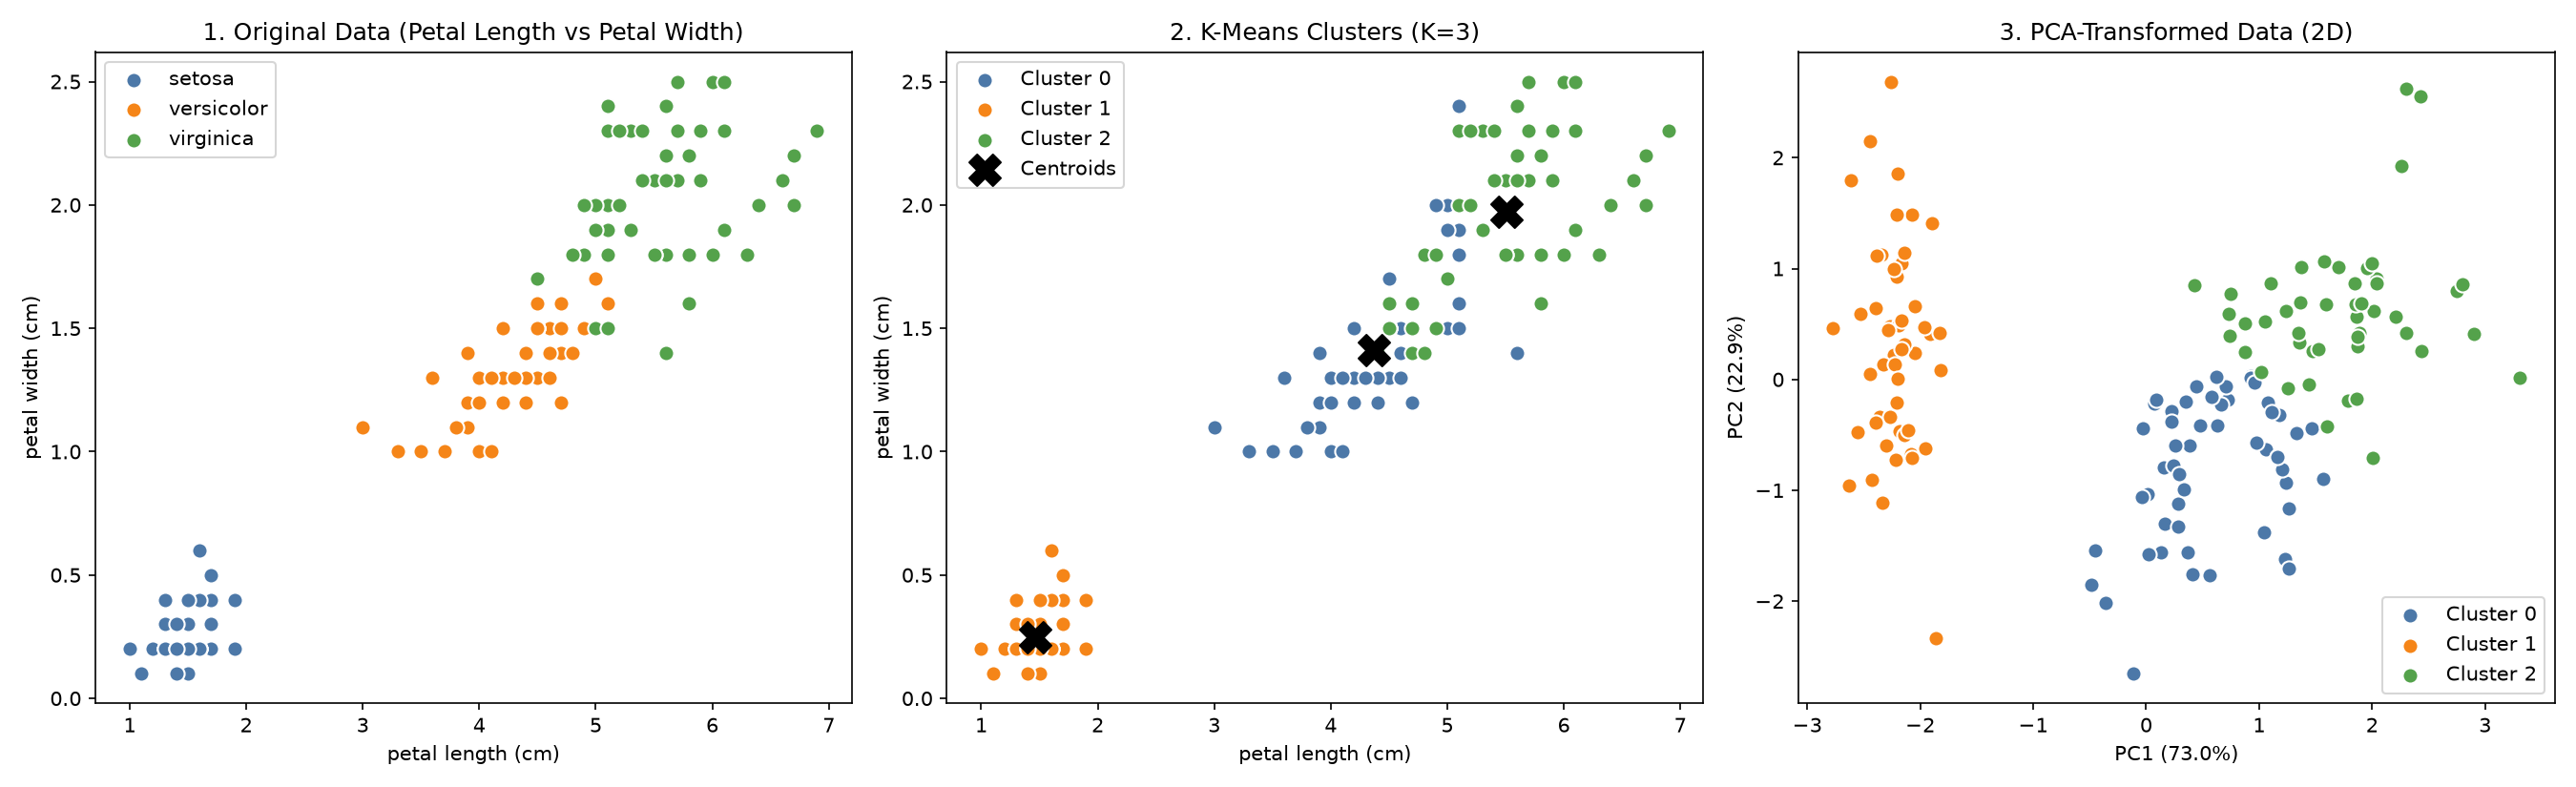 1. Original Data (Petal Length vs Petal Width)
setosa
versicolor
virginica
2.5
2.0
1.5
1.0
0.5
0.0
petal width (cm)
1 2 3 4 5 6 7
petal length (cm)
2. K-Means Clusters (K=3)
Cluster 0
Cluster 1
Cluster 2
Centroids
2.5
2.0
1.5
1.0
0.5
0.0
petal width (cm)
1 2 3 4 5 6 7
petal length (cm)
3. PCA-Transformed Data (2D)
2
1
0
−1
−2
PC2 (22.9%)
Cluster 0
Cluster 1
Cluster 2
−3 −2 −1 0 1 2 3
PC1 (73.0%)